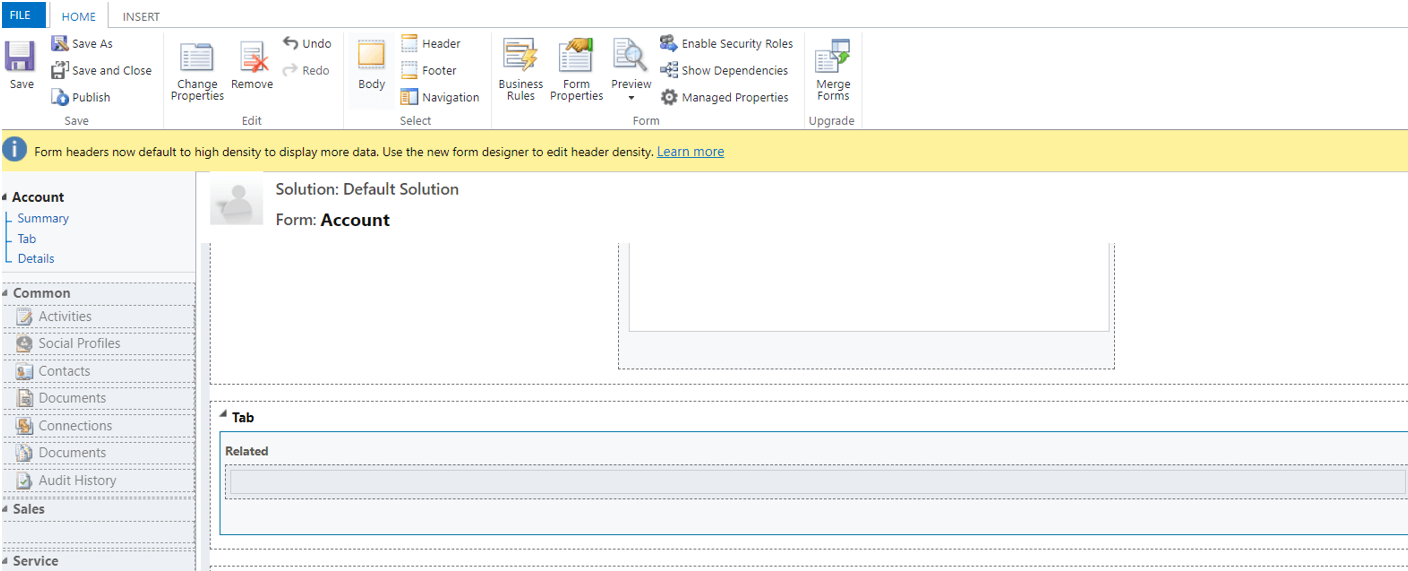 FILE HOME INSERT
Save
Save As
Save and Close
Publish
Save
Change Properties
Remove
Undo
Redo
Edit
Body
Header
Footer
Navigation
Select
Business Rules
Form Properties
Preview
Enable Security Roles
Show Dependencies
Managed Properties
Form
Merge Forms
Upgrade
Form headers now default to high density to display more data. Use the new form designer to edit header density. Learn more
Account
Summary
Tab
Details
Common
Activities
Social Profiles
Contacts
Documents
Connections
Documents
Audit History
Sales
Service
Solution: Default Solution
Form: Account
Tab
Related